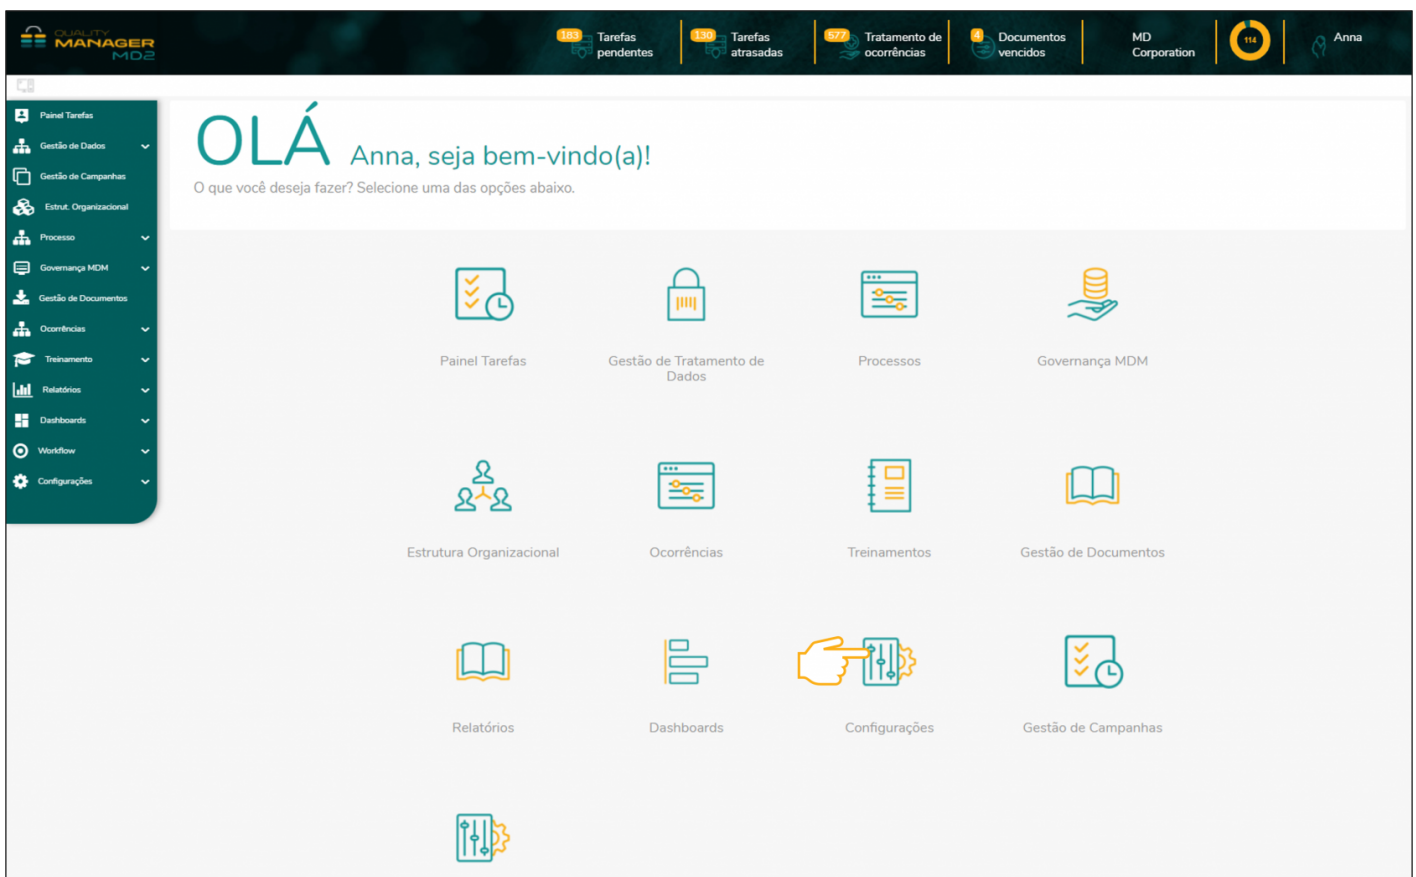 QUALITY
MANAGER
MD2
183
Tarefas
pendentes
130
Tarefas
atrasadas
577
Tratamento de
ocorrências
4
Documentos
vencidos
MD
Corporation
114
Anna
Painel Tarefas
Gestão de Dados
Gestão de Campanhas
Estrut. Organizacional
Processo
Governança MDM
Gestão de Documentos
Ocorrências
Treinamento
Relatórios
Dashboards
Workflow
Configurações
OLÁ Anna, seja bem-vindo(a)!
O que você deseja fazer? Selecione uma das opções abaixo.
Painel Tarefas
Gestão de Tratamento de
Dados
Processos
Governança MDM
Estrutura Organizacional
Ocorrências
Treinamentos
Gestão de Documentos
Relatórios
Dashboards
Configurações
Gestão de Campanhas